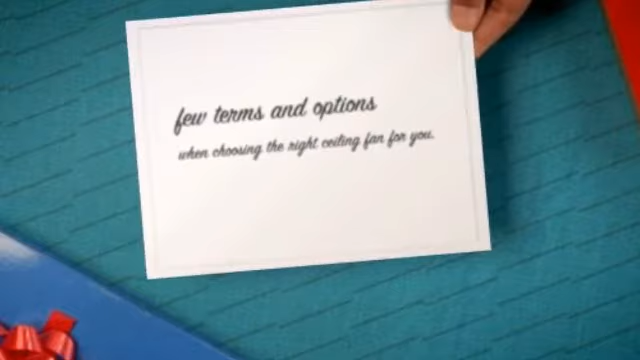 few terms and options
when choosing the right ceiling fan for you.